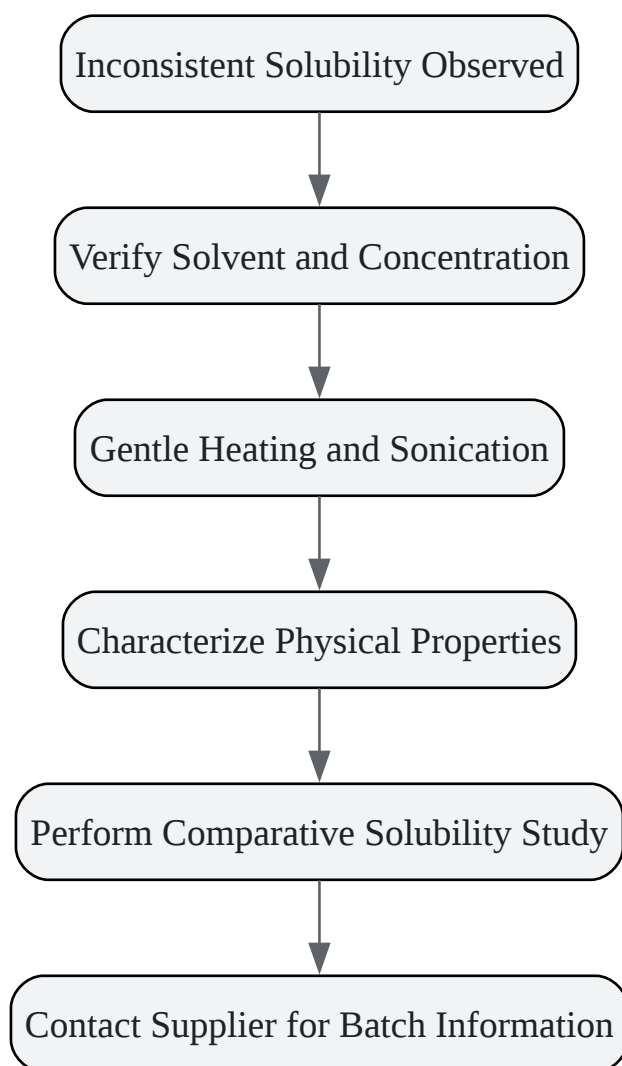 Inconsistent Solubility Observed
Verify Solvent and Concentration
Gentle Heating and Sonication
Characterize Physical Properties
Perform Comparative Solubility Study
Contact Supplier for Batch Information